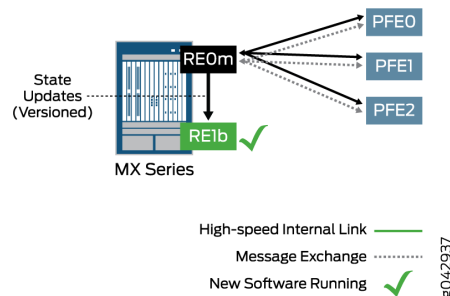 PFE0
RE0m
PFE1
State
Updates
(Versioned)
PFE2
RE1b
MX Series
High-speed Internal Link
Message Exchange
New Software Running
g042937